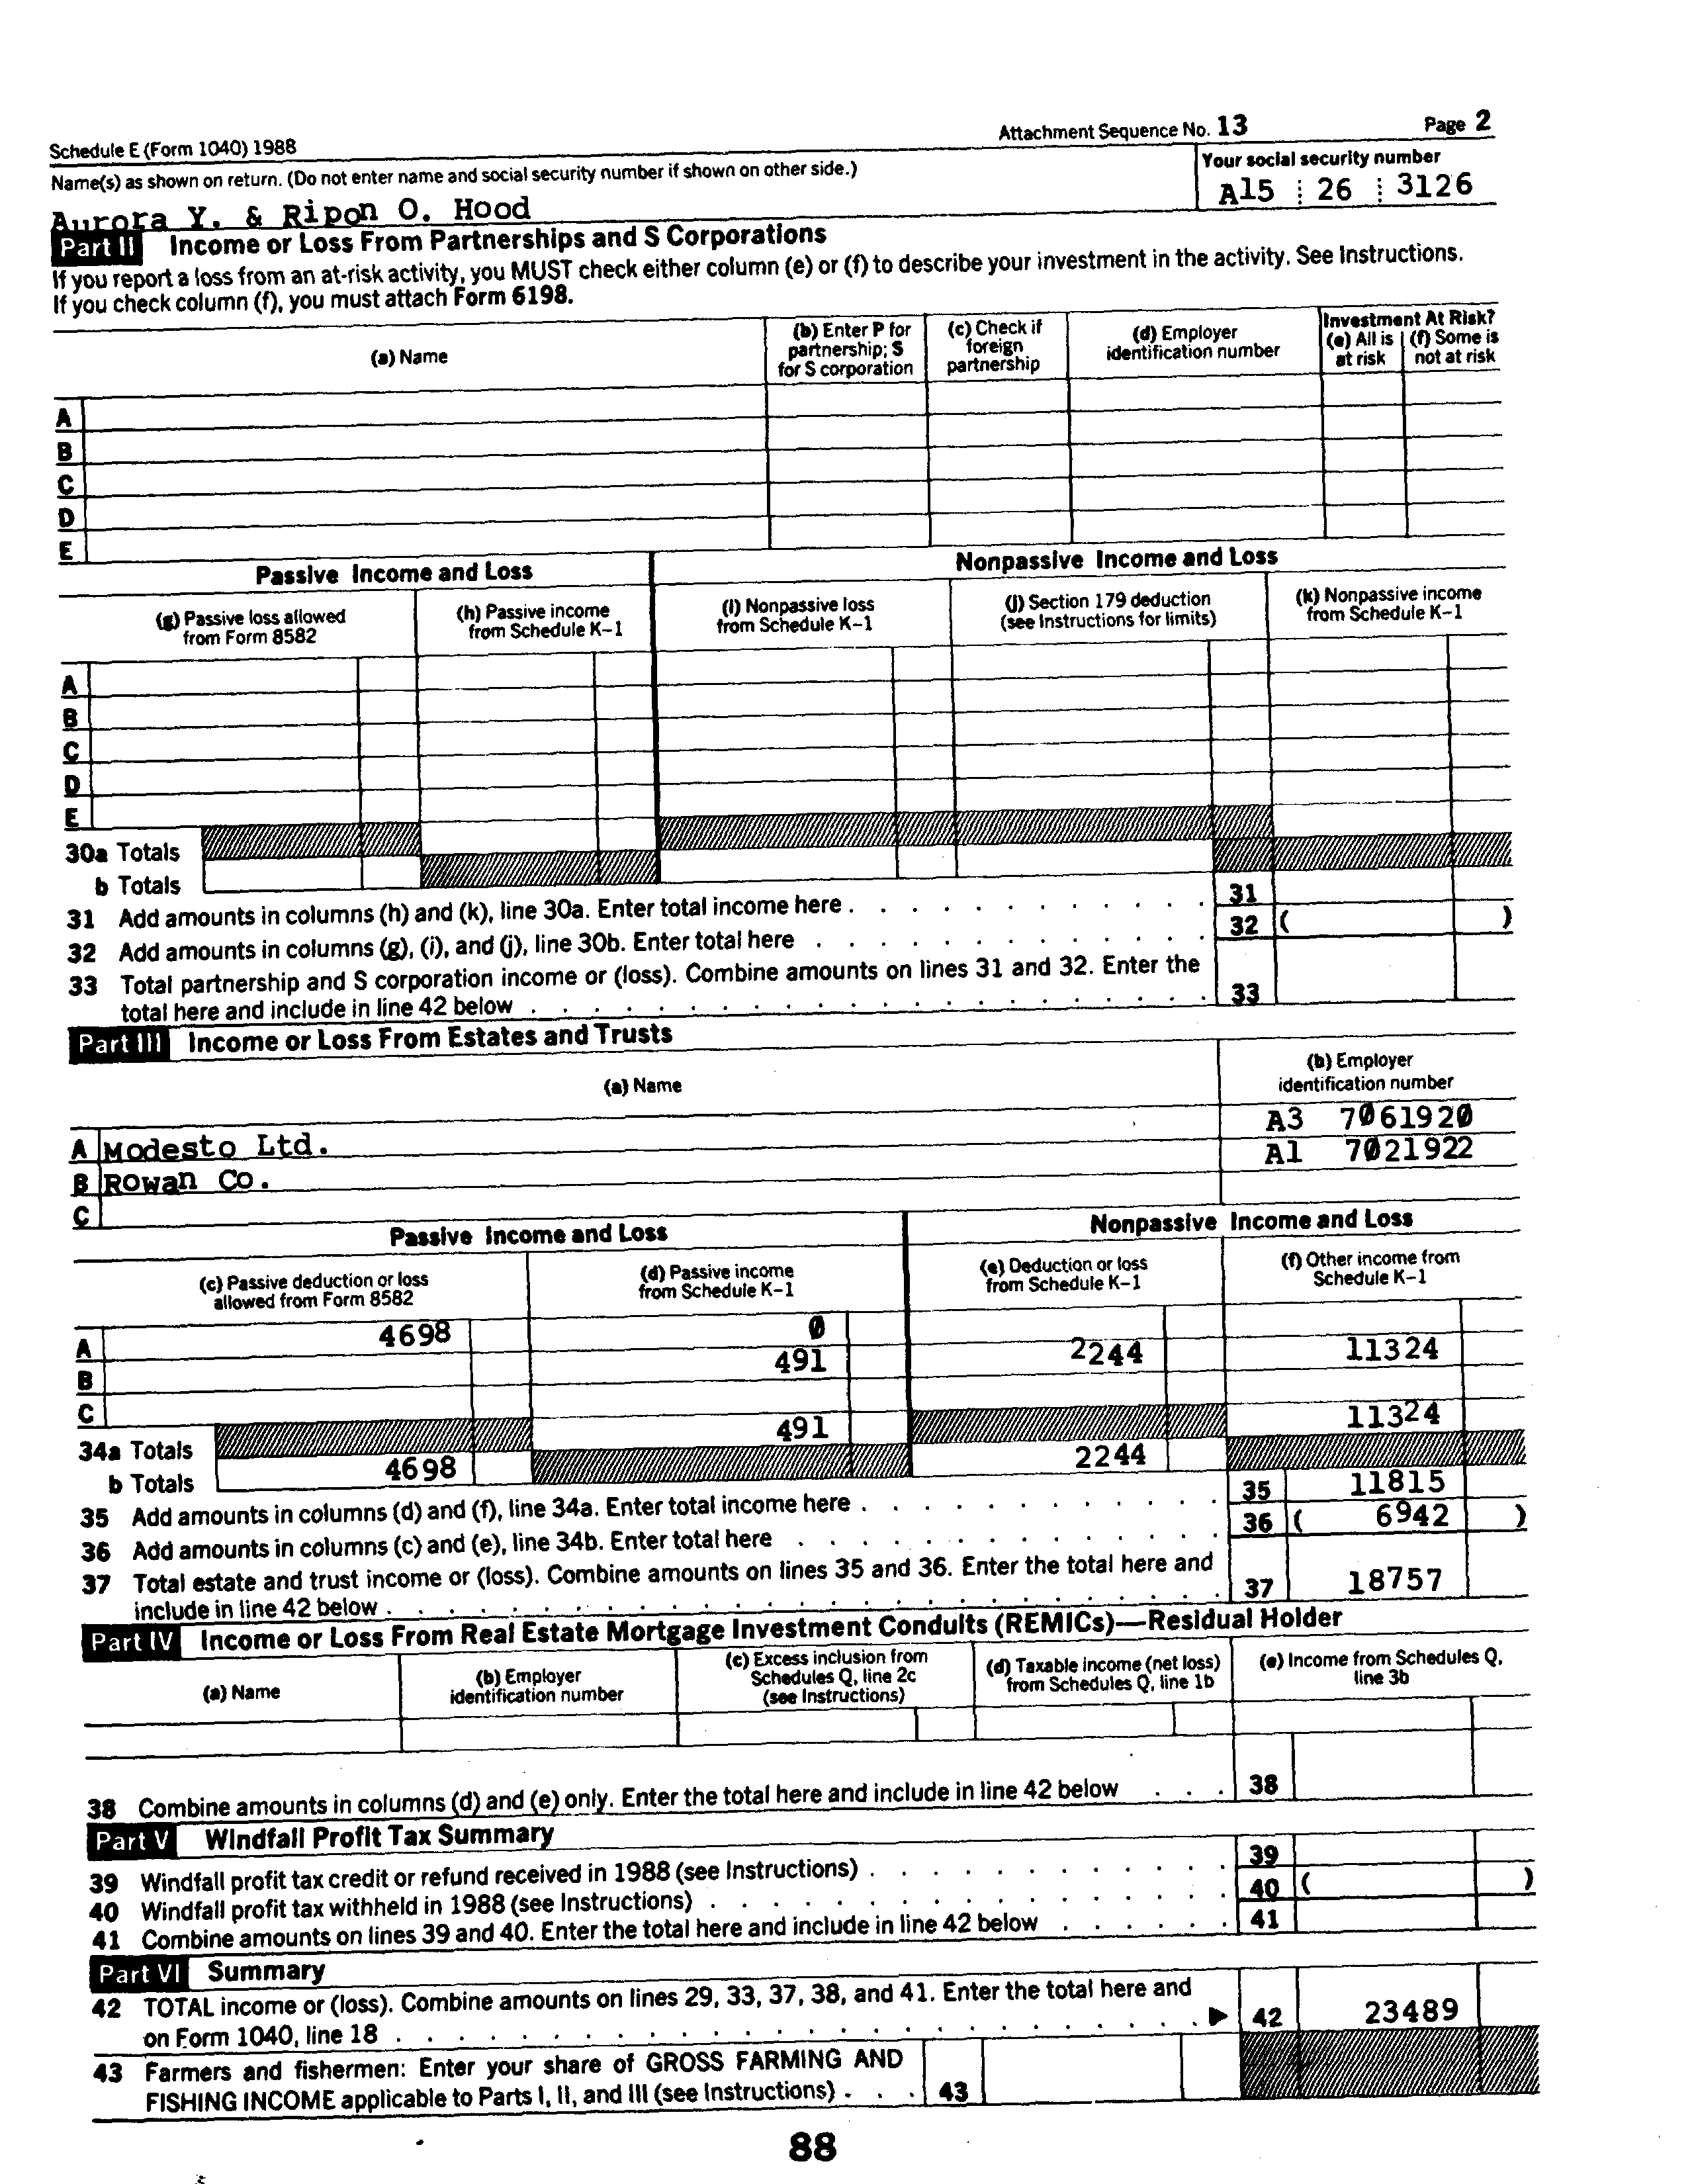 Schedule E (Form 1040) 1988 Attachment Sequence No. 13 Page 2
Name(s) as shown on return. (Do not enter name and social security number if shown on other side.) Your social security number
Aurora Y. & Ripon O. Hood A15 26 3126
Part II Income or Loss From Partnerships and S Corporations
If you report a loss from an at-risk activity, you MUST check either column (e) or (f) to describe your investment in the activity. See Instructions.
If you check column (f), you must attach Form 6198.
(a) Name (b) Enter P for partnership; S for S corporation (c) Check if foreign partnership (d) Employer identification number Investment At Risk? (e) All is at risk (f) Some is not at risk
A
B
C
D
E
Passive Income and Loss Nonpassive Income and Loss
(g) Passive loss allowed from Form 8582 (h) Passive income from Schedule K-1 (i) Nonpassive loss from Schedule K-1 (j) Section 179 deduction (see Instructions for limits) (k) Nonpassive income from Schedule K-1
A
B
C
D
E
30a Totals
b Totals
31 Add amounts in columns (h) and (k), line 30a. Enter total income here . . . 31
32 Add amounts in columns (g), (i), and (j), line 30b. Enter total here . . . 32 ( )
33 Total partnership and S corporation income or (loss). Combine amounts on lines 31 and 32. Enter the
total here and include in line 42 below . . . 33
Part III Income or Loss From Estates and Trusts
(a) Name (b) Employer identification number
A Modesto Ltd. A3 7061920
B Rowan Co. A1 7021922
C
Passive Income and Loss Nonpassive Income and Loss
(c) Passive deduction or loss allowed from Form 8582 (d) Passive income from Schedule K-1 (e) Deduction or loss from Schedule K-1 (f) Other income from Schedule K-1
A 4698 0
B 491 2244 11324
C
34a Totals 491 11324
b Totals 4698 2244
35 Add amounts in columns (d) and (f), line 34a. Enter total income here . . . 35 11815
36 Add amounts in columns (c) and (e), line 34b. Enter total here . . . 36 ( 6942 )
37 Total estate and trust income or (loss). Combine amounts on lines 35 and 36. Enter the total here and
include in line 42 below . . . 37 18757
Part IV Income or Loss From Real Estate Mortgage Investment Conduits (REMICs)—Residual Holder
(a) Name (b) Employer identification number (c) Excess inclusion from Schedules Q, line 2c (see Instructions) (d) Taxable income (net loss) from Schedules Q, line 1b (e) Income from Schedules Q, line 3b
38 Combine amounts in columns (d) and (e) only. Enter the total here and include in line 42 below . . . 38
Part V Windfall Profit Tax Summary
39 Windfall profit tax credit or refund received in 1988 (see Instructions) . . . 39
40 Windfall profit tax withheld in 1988 (see Instructions) . . . 40 ( )
41 Combine amounts on lines 39 and 40. Enter the total here and include in line 42 below . . . 41
Part VI Summary
42 TOTAL income or (loss). Combine amounts on lines 29, 33, 37, 38, and 41. Enter the total here and
on Form 1040, line 18 . . . ▶ 42 23489
43 Farmers and fishermen: Enter your share of GROSS FARMING AND
FISHING INCOME applicable to Parts I, II, and III (see Instructions) . . . 43
88